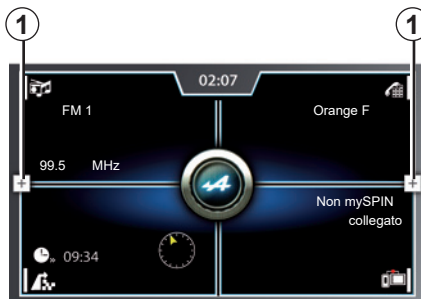 1 1
02:07
FM 1
Orange F
99.5 MHz
+ +
Non mySPIN
collegato
09:34